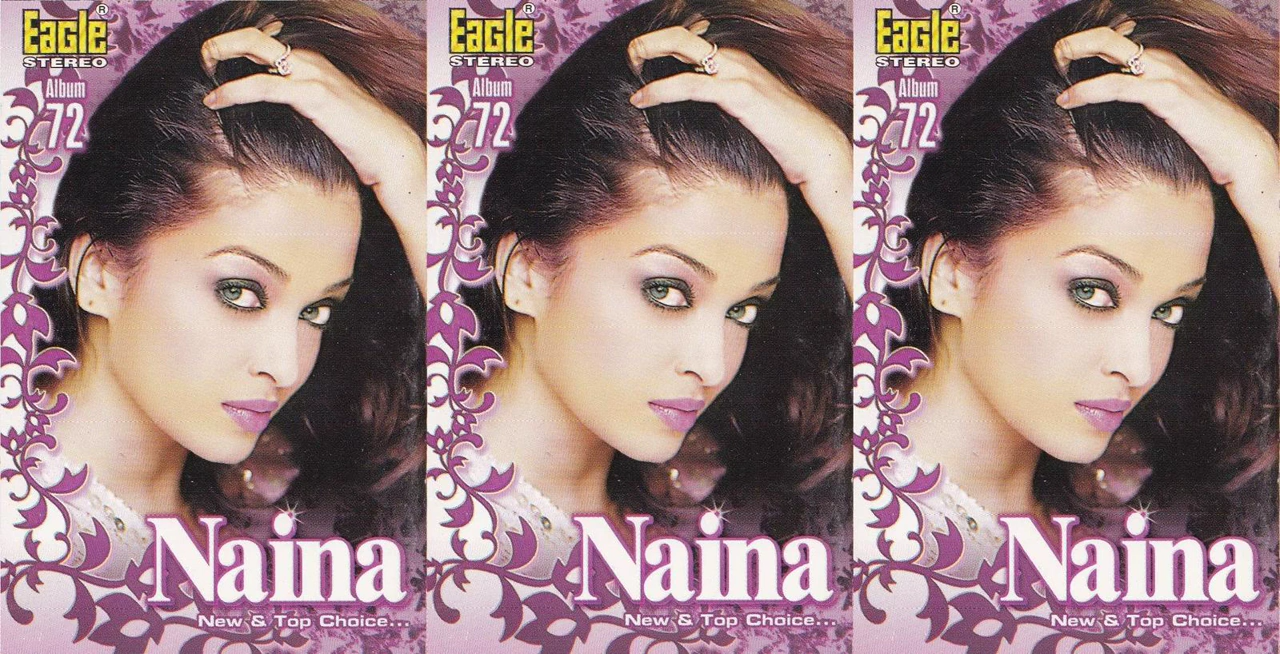 Eagle®
STEREO
Album
72
Naina
New & Top Choice...
Eagle®
STEREO
Album
72
Naina
New & Top Choice...
Eagle®
STEREO
Album
72
Naina
New & Top Choice...